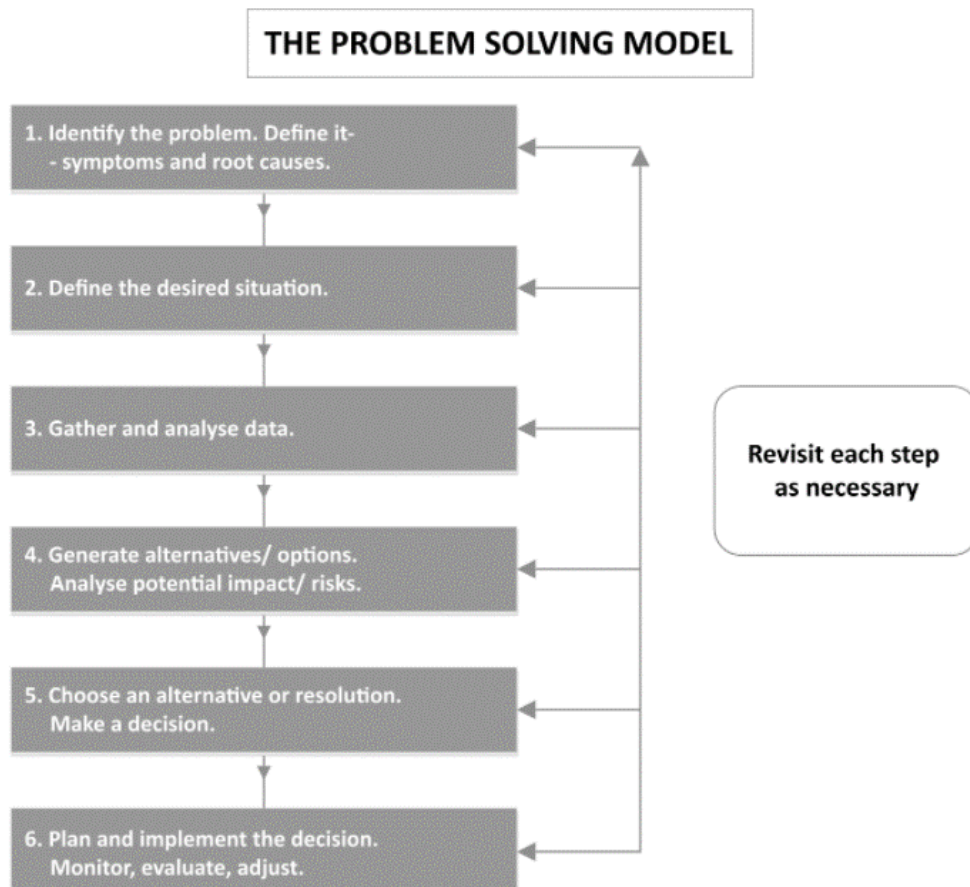 THE PROBLEM SOLVING MODEL
1. Identify the problem. Define it-
- symptoms and root causes.
2. Define the desired situation.
3. Gather and analyse data.
4. Generate alternatives/ options.
Analyse potential impact/ risks.
5. Choose an alternative or resolution.
Make a decision.
6. Plan and implement the decision.
Monitor, evaluate, adjust.
Revisit each step
as necessary